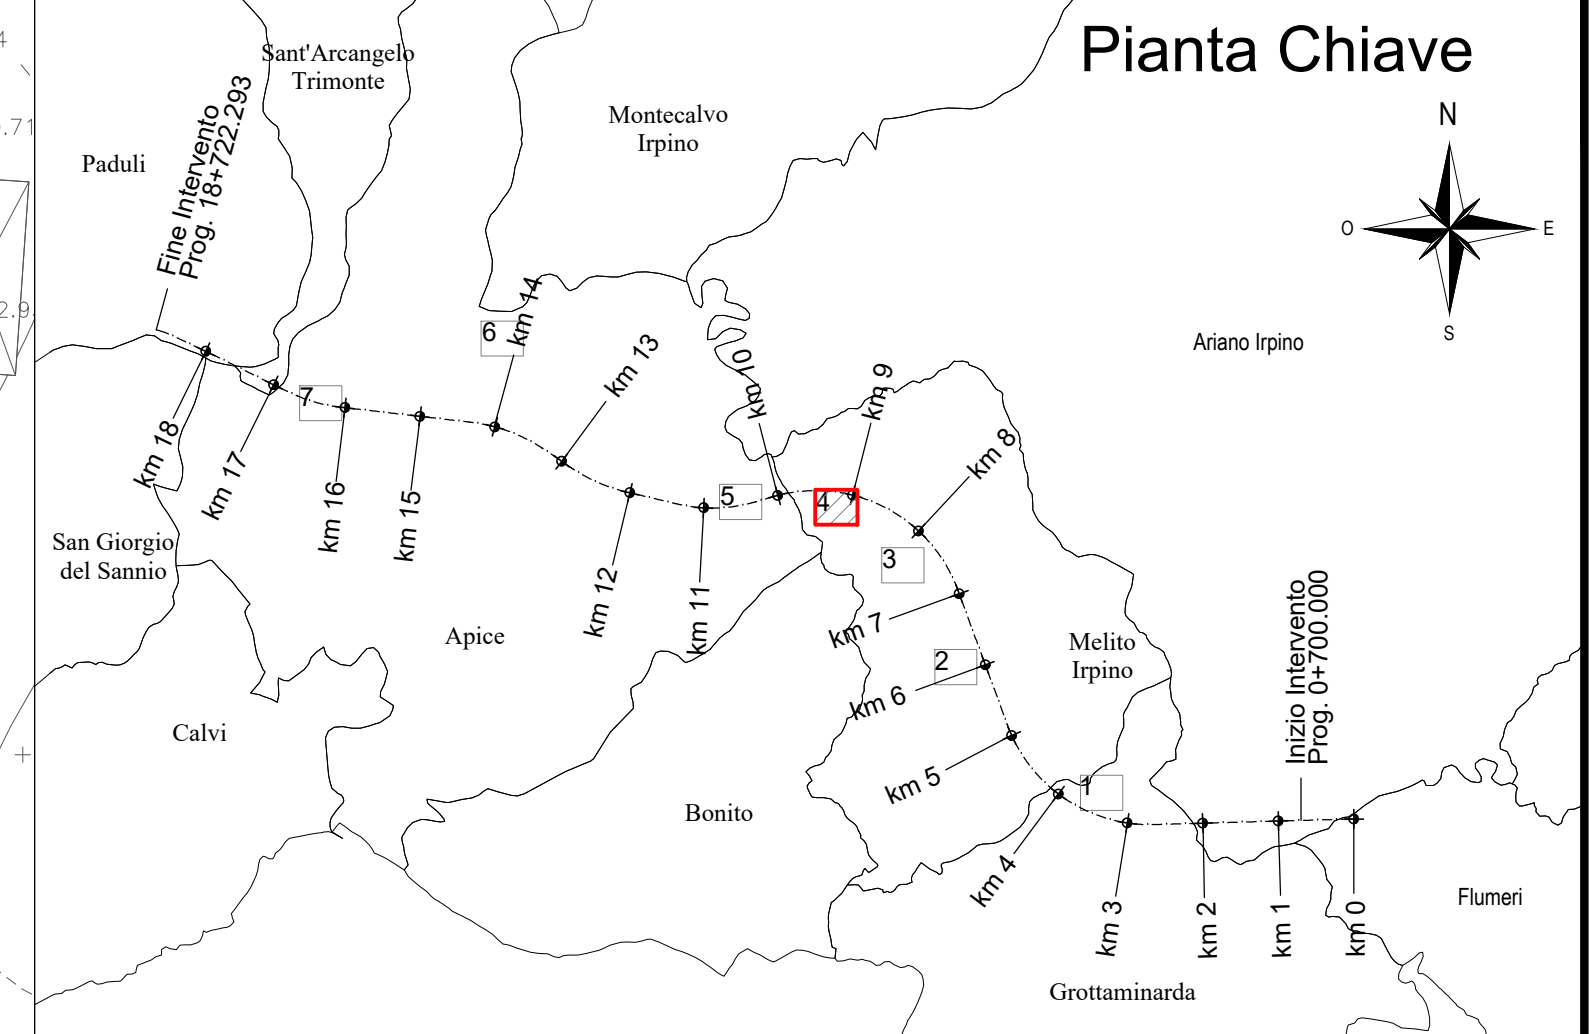 Pianta Chiave
Sant'Arcangelo
Trimonte
Montecalvo
Irpino
Paduli
Fine Intervento
Prog. 18+722.293
N
O
E
S
Ariano Irpino
6
km 14
km 13
km 10
km 9
7
km 18
km 17
km 16
km 15
5
4
km 8
3
San Giorgio
del Sannio
km 12
km 11
km 7
Apice
2
km 6
Melito
Irpino
Inizio Intervento
Prog. 0+700.000
Calvi
km 5
1
Bonito
km 4
km 3
km 2
km 1
km 0
Flumeri
Grottaminarda